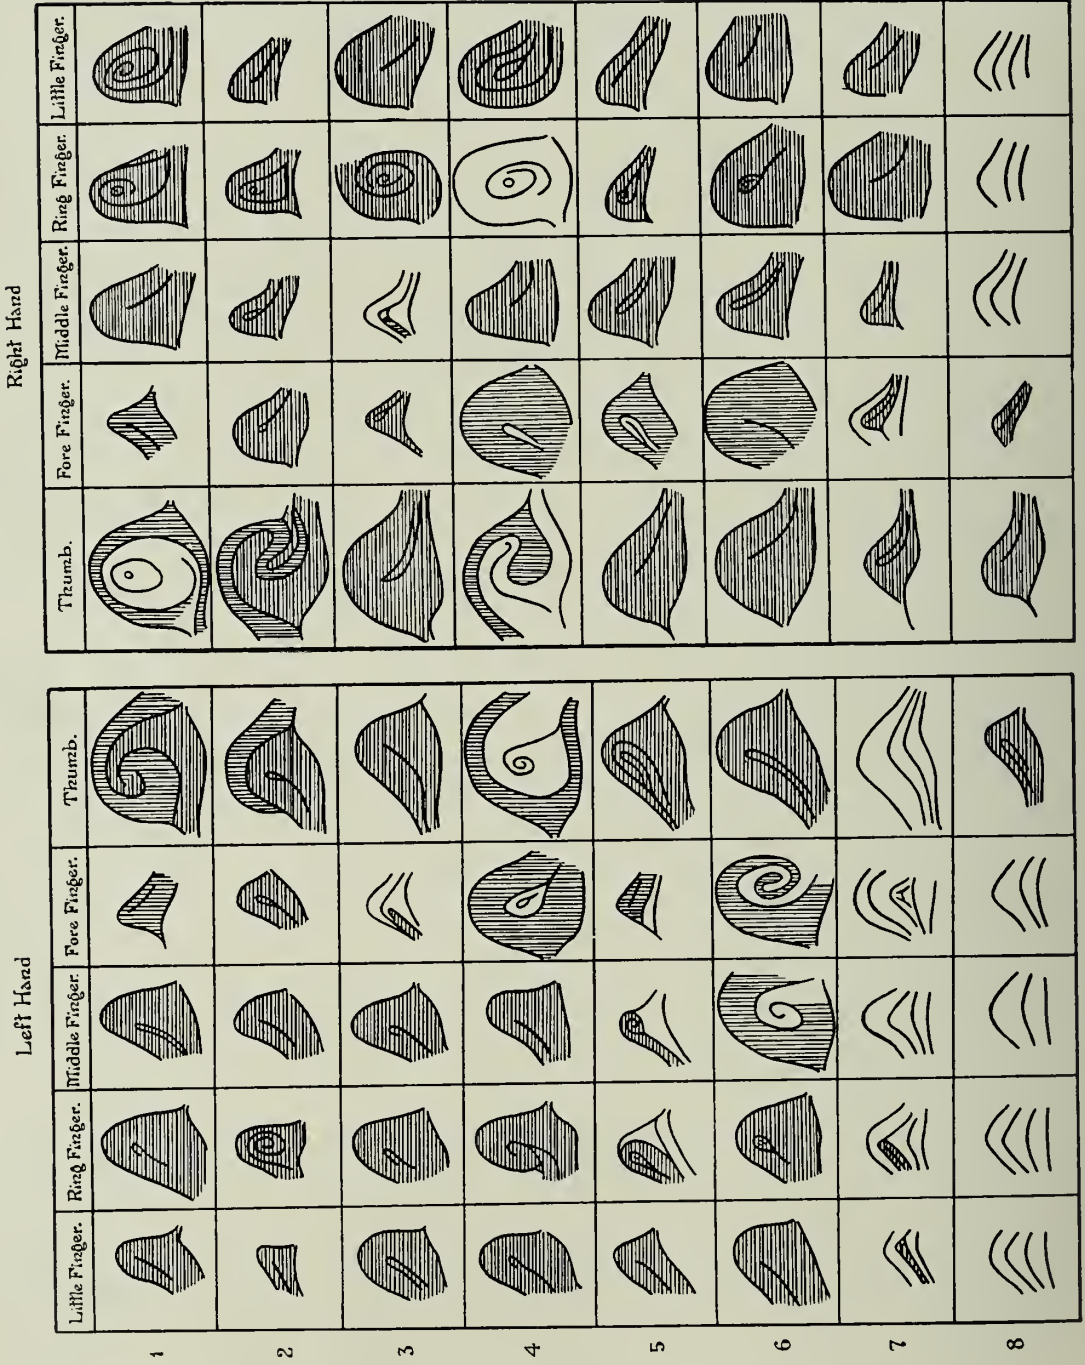 Left Hand
Right Hand
Little Finger. Ring Finger. Middle Finger. Fore Finger. Thumb.
Thumb. Fore Finger. Middle Finger. Ring Finger. Little Finger.
1
2
3
4
5
6
7
8